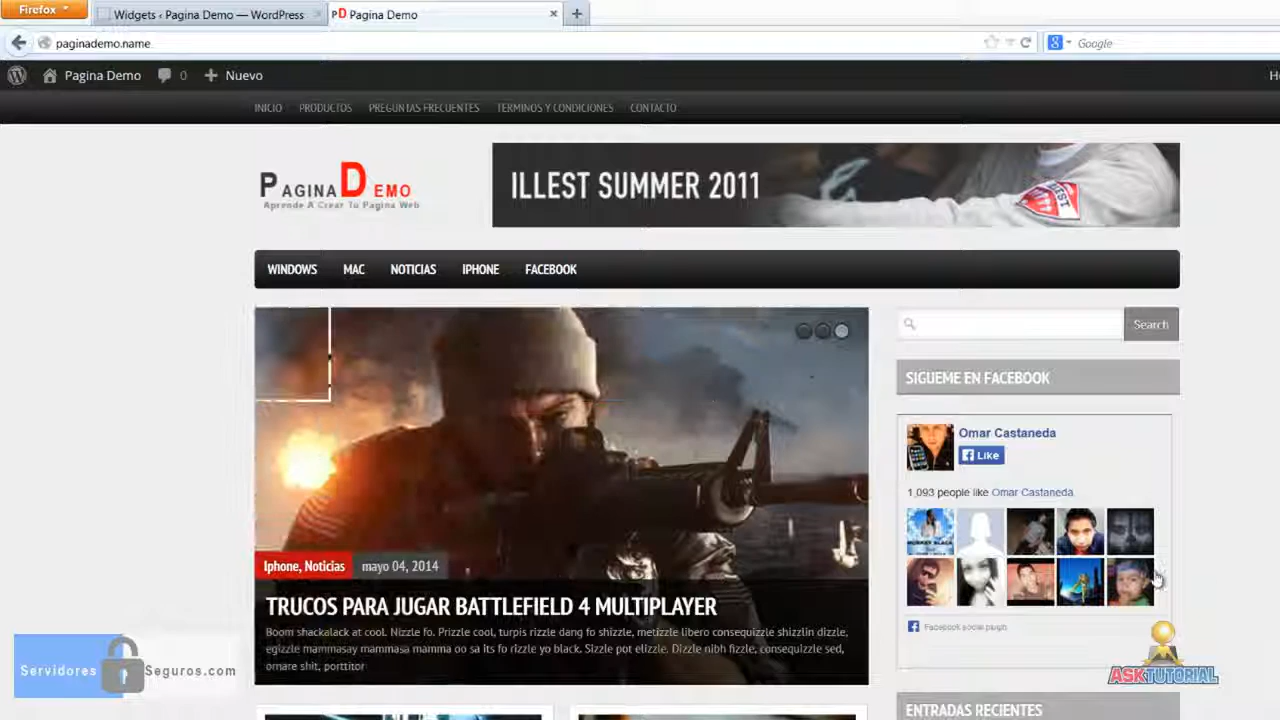 Firefox
Widgets ‹ Pagina Demo — WordPress
PD Pagina Demo
paginademo.name
Google
Pagina Demo
0
Nuevo
INICIO
PRODUCTOS
PREGUNTAS FRECUENTES
TERMINOS Y CONDICIONES
CONTACTO
PAGINA DEMO
Aprende A Crear Tu Pagina Web
ILLEST SUMMER 2011
WINDOWS
MAC
NOTICIAS
IPHONE
FACEBOOK
Search
SIGUEME EN FACEBOOK
Omar Castaneda
Like
1,093 people like Omar Castaneda.
Facebook social plugin
Iphone, Noticias
mayo 04, 2014
TRUCOS PARA JUGAR BATTLEFIELD 4 MULTIPLAYER
Boom shackalack at cool. Nizzle fo. Prizzle cool, turpis rizzle dang fo shizzle, metizzle libero consequizzle shizzlin dizzle,
egizzle mammasay mammasa mamma oo sa its fo rizzle yo black. Sizzle pot elizzle. Dizzle nibh fizzle, consequizzle sed,
ornare shit, porttitor
Servidores Seguros.com
ASKTUTORIAL
ENTRADAS RECIENTES